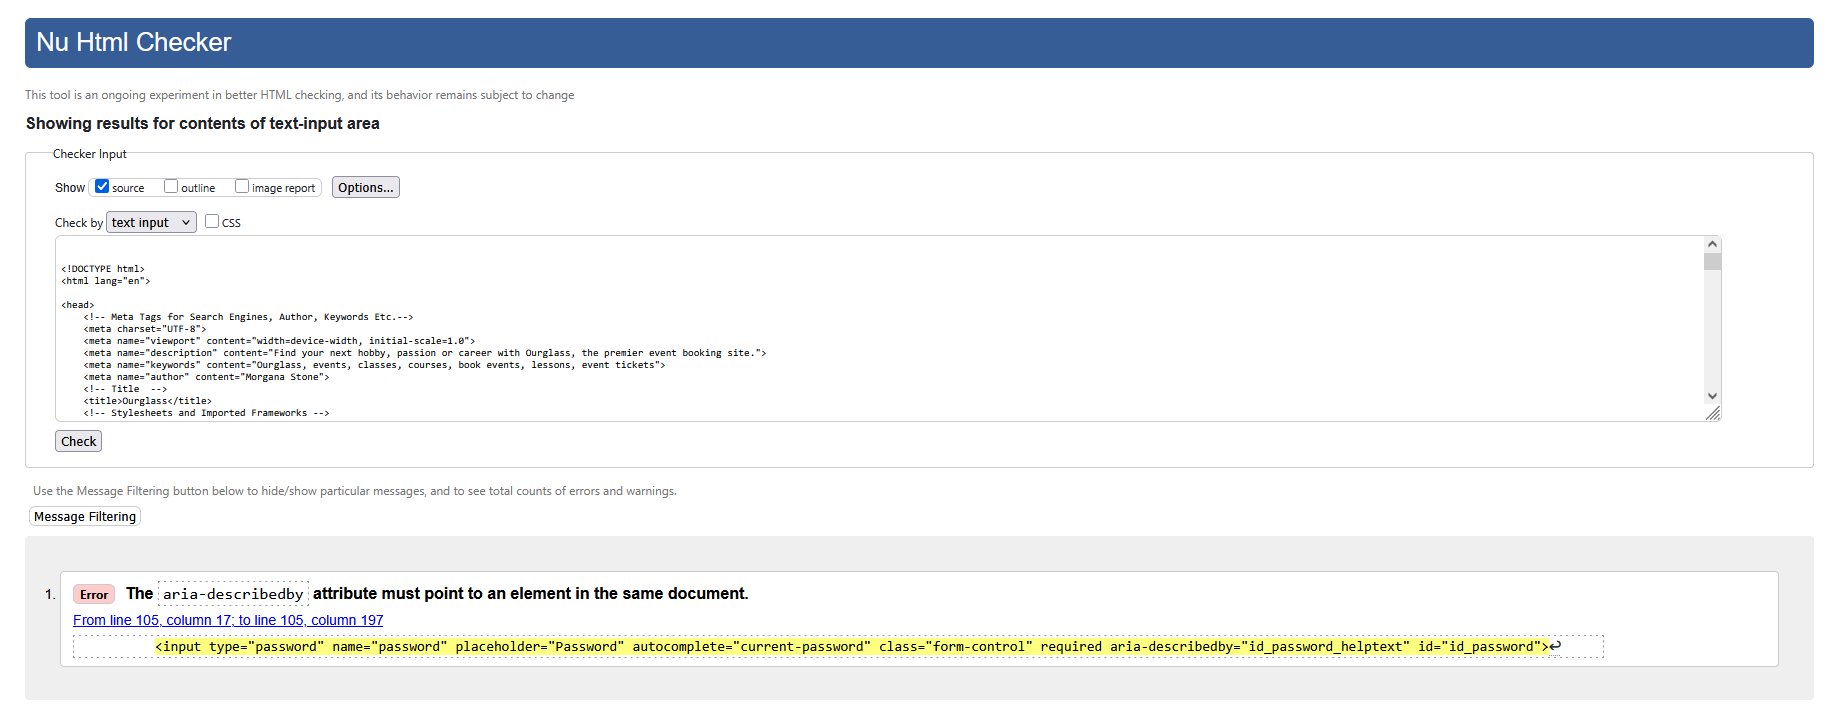 Nu Html Checker
This tool is an ongoing experiment in better HTML checking, and its behavior remains subject to change
Showing results for contents of text-input area
Checker Input
Show source outline image report Options...
Check by text input CSS
<!DOCTYPE html>
<html lang="en">
<head>
<!-- Meta Tags for Search Engines, Author, Keywords Etc.-->
<meta charset="UTF-8">
<meta name="viewport" content="width=device-width, initial-scale=1.0">
<meta name="description" content="Find your next hobby, passion or career with Ourglass, the premier event booking site.">
<meta name="keywords" content="Ourglass, events, classes, courses, book events, lessons, event tickets">
<meta name="author" content="Morgana Stone">
<!-- Title  -->
<title>Ourglass</title>
<!-- Stylesheets and Imported Frameworks -->
Check
Use the Message Filtering button below to hide/show particular messages, and to see total counts of errors and warnings.
Message Filtering
1. Error The aria-describedby attribute must point to an element in the same document.
From line 105, column 17; to line 105, column 197
<input type="password" name="password" placeholder="Password" autocomplete="current-password" class="form-control" required aria-describedby="id_password_helptext" id="id_password">↩